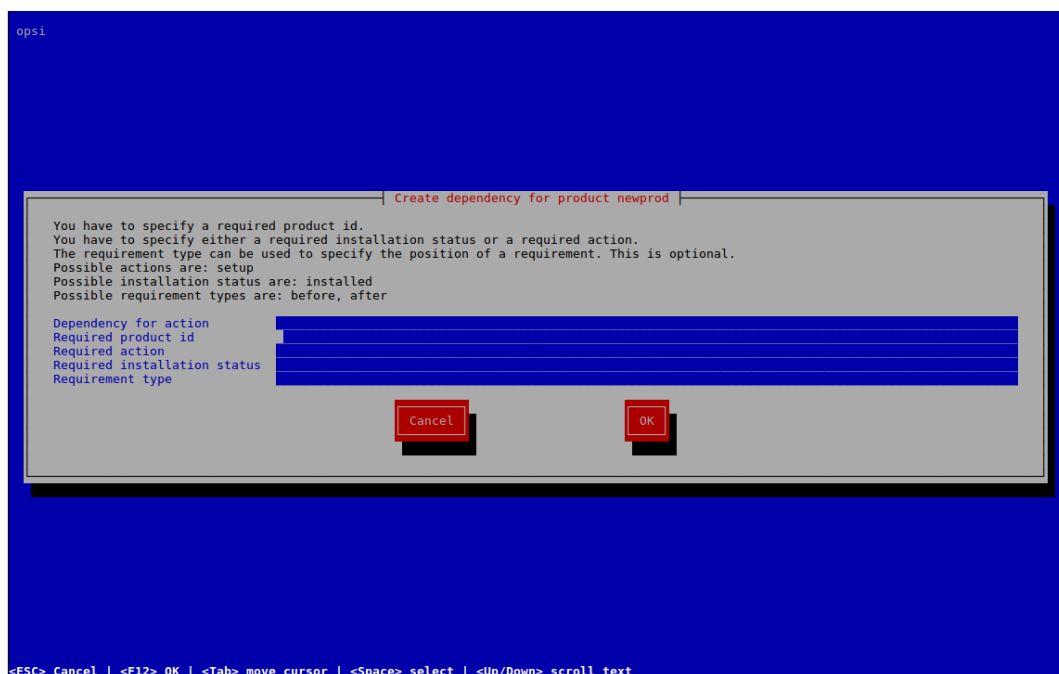 opsi
Create dependency for product newprod
You have to specify a required product id.
You have to specify either a required installation status or a required action.
The requirement type can be used to specify the position of a requirement. This is optional.
Possible actions are: setup
Possible installation status are: installed
Possible requirement types are: before, after
Dependency for action
Required product id
Required action
Required installation status
Requirement type
Cancel OK
<ESC> Cancel | <F12> OK | <Tab> move cursor | <Space> select | <Up/Down> scroll text